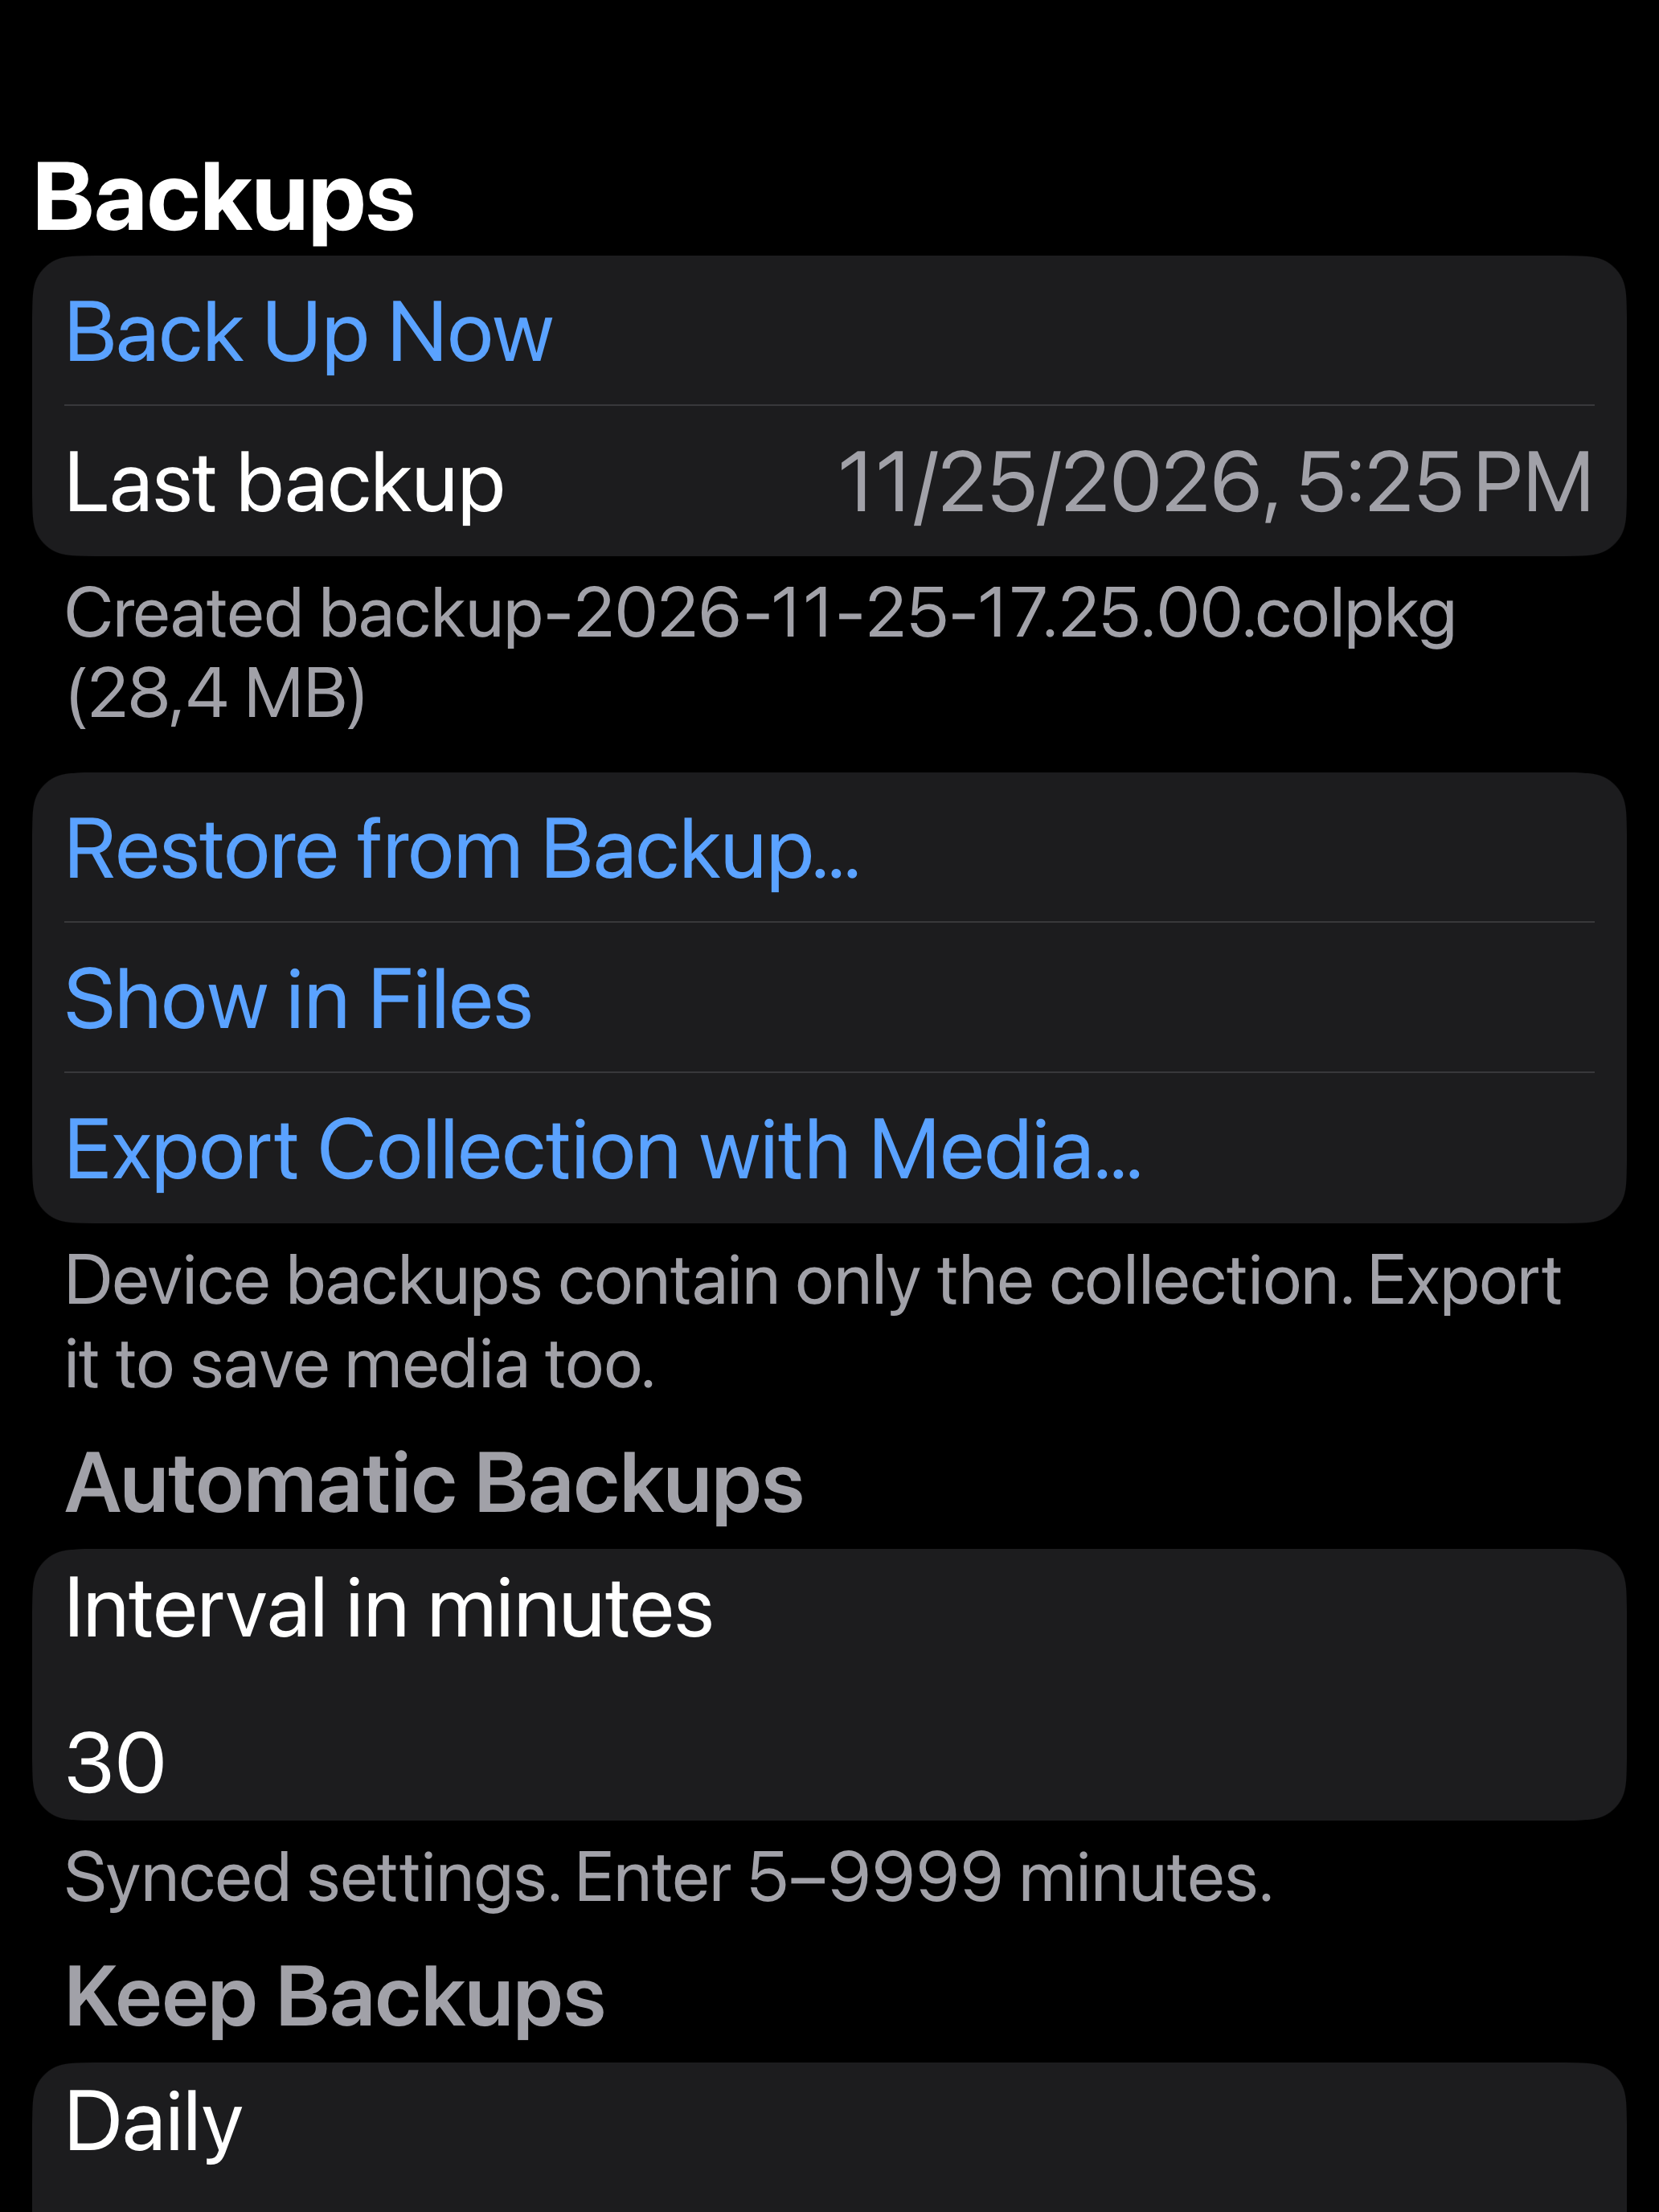 Backups
Back Up Now
Last backup 11/25/2026, 5:25 PM
Created backup-2026-11-25-17.25.00.colpkg
(28,4 MB)
Restore from Backup...
Show in Files
Export Collection with Media...
Device backups contain only the collection. Export
it to save media too.
Automatic Backups
Interval in minutes
30
Synced settings. Enter 5–9999 minutes.
Keep Backups
Daily